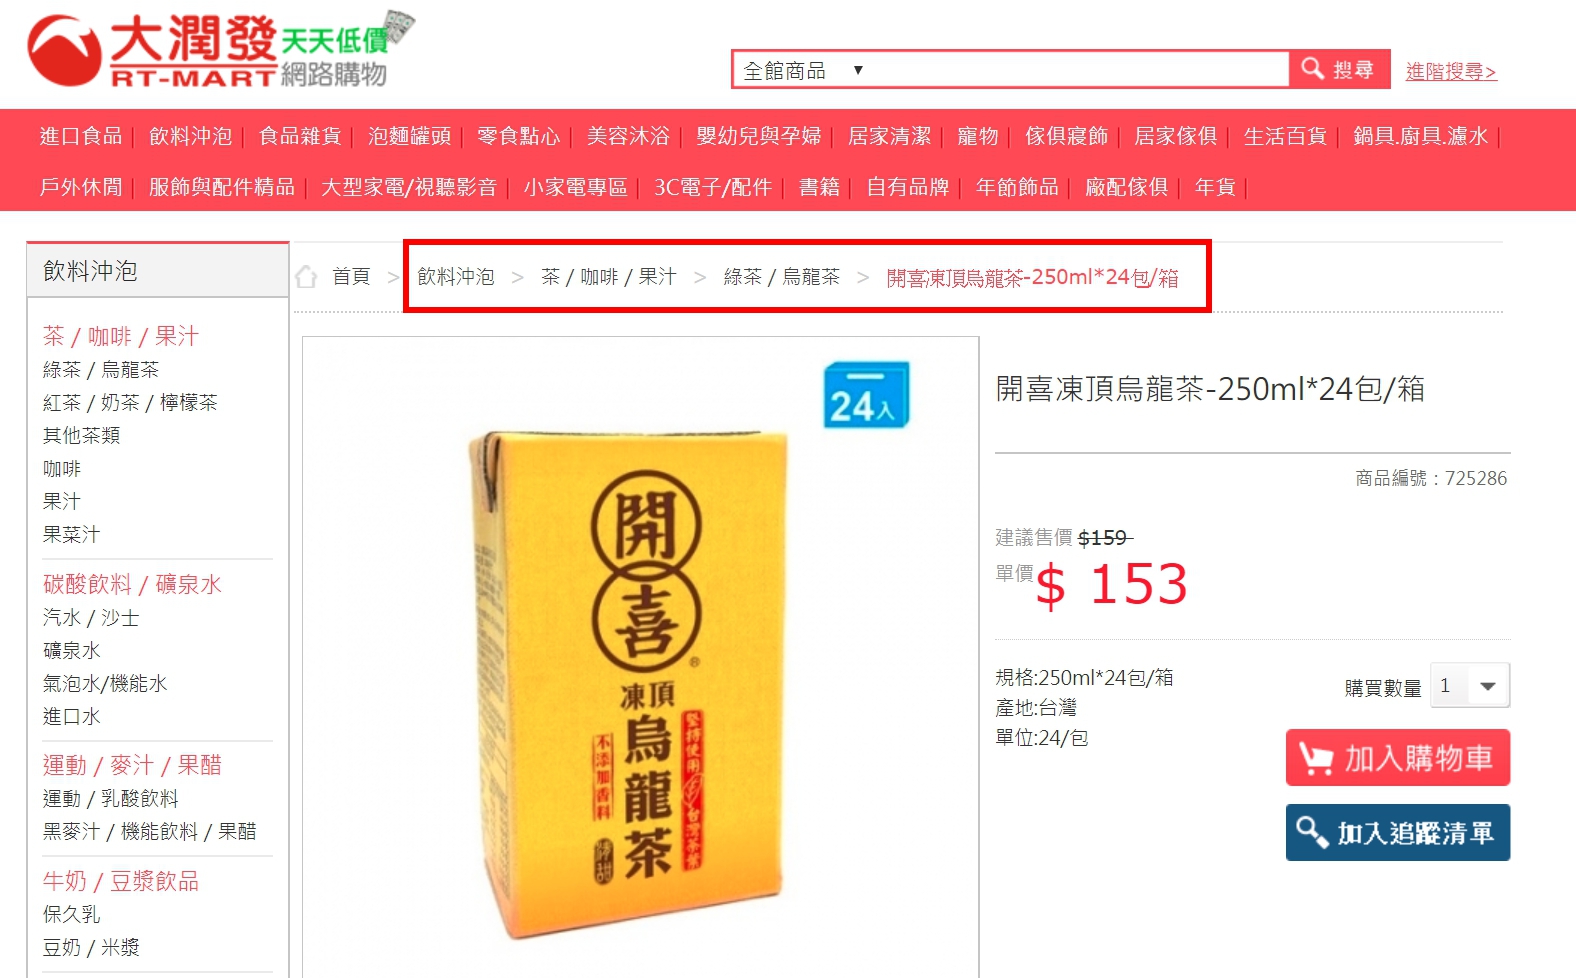 大潤發
RT-MART
天天低價
網路購物
全館商品 ▼
搜尋
進階搜尋>
進口食品 | 飲料沖泡 | 食品雜貨 | 泡麵罐頭 | 零食點心 | 美容沐浴 | 嬰幼兒與孕婦 | 居家清潔 | 寵物 | 傢俱寢飾 | 居家傢俱 | 生活百貨 | 鍋具.廚具.濾水 |
戶外休閒 | 服飾與配件精品 | 大型家電/視聽影音 | 小家電專區 | 3C電子/配件 | 書籍 | 自有品牌 | 年節飾品 | 廠配傢俱 | 年貨 |
飲料沖泡
茶 / 咖啡 / 果汁
綠茶 / 烏龍茶
紅茶 / 奶茶 / 檸檬茶
其他茶類
咖啡
果汁
果菜汁
碳酸飲料 / 礦泉水
汽水 / 沙士
礦泉水
氣泡水/機能水
進口水
運動 / 麥汁 / 果醋
運動 / 乳酸飲料
黑麥汁 / 機能飲料 / 果醋
牛奶 / 豆漿飲品
保久乳
豆奶 / 米漿
首頁 > 飲料沖泡 > 茶 / 咖啡 / 果汁 > 綠茶 / 烏龍茶 > 開喜凍頂烏龍茶-250ml*24包/箱
24入
開喜
®
凍頂
烏龍茶
堅持使用台灣茶葉
不添加香料
開喜凍頂烏龍茶-250ml*24包/箱
商品編號：725286
建議售價 $159
單價$ 153
規格:250ml*24包/箱
產地:台灣
單位:24/包
購買數量 1
加入購物車
加入追蹤清單